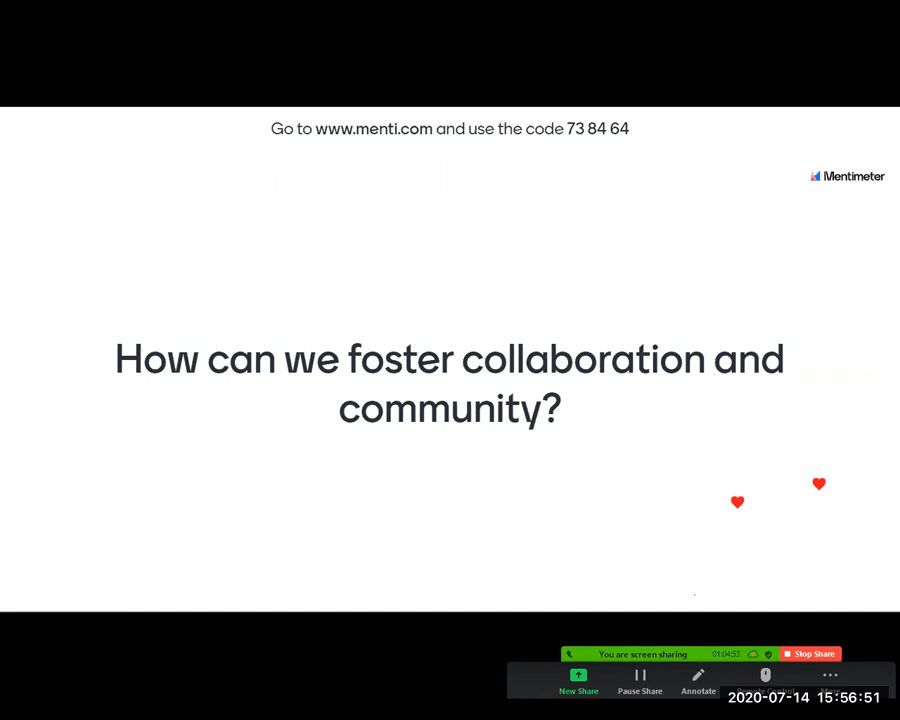 Go to www.menti.com and use the code 73 84 64
Mentimeter
How can we foster collaboration and
community?
You are screen sharing
01:04:53
Stop Share
New Share
Pause Share
Annotate
2020-07-14 15:56:51